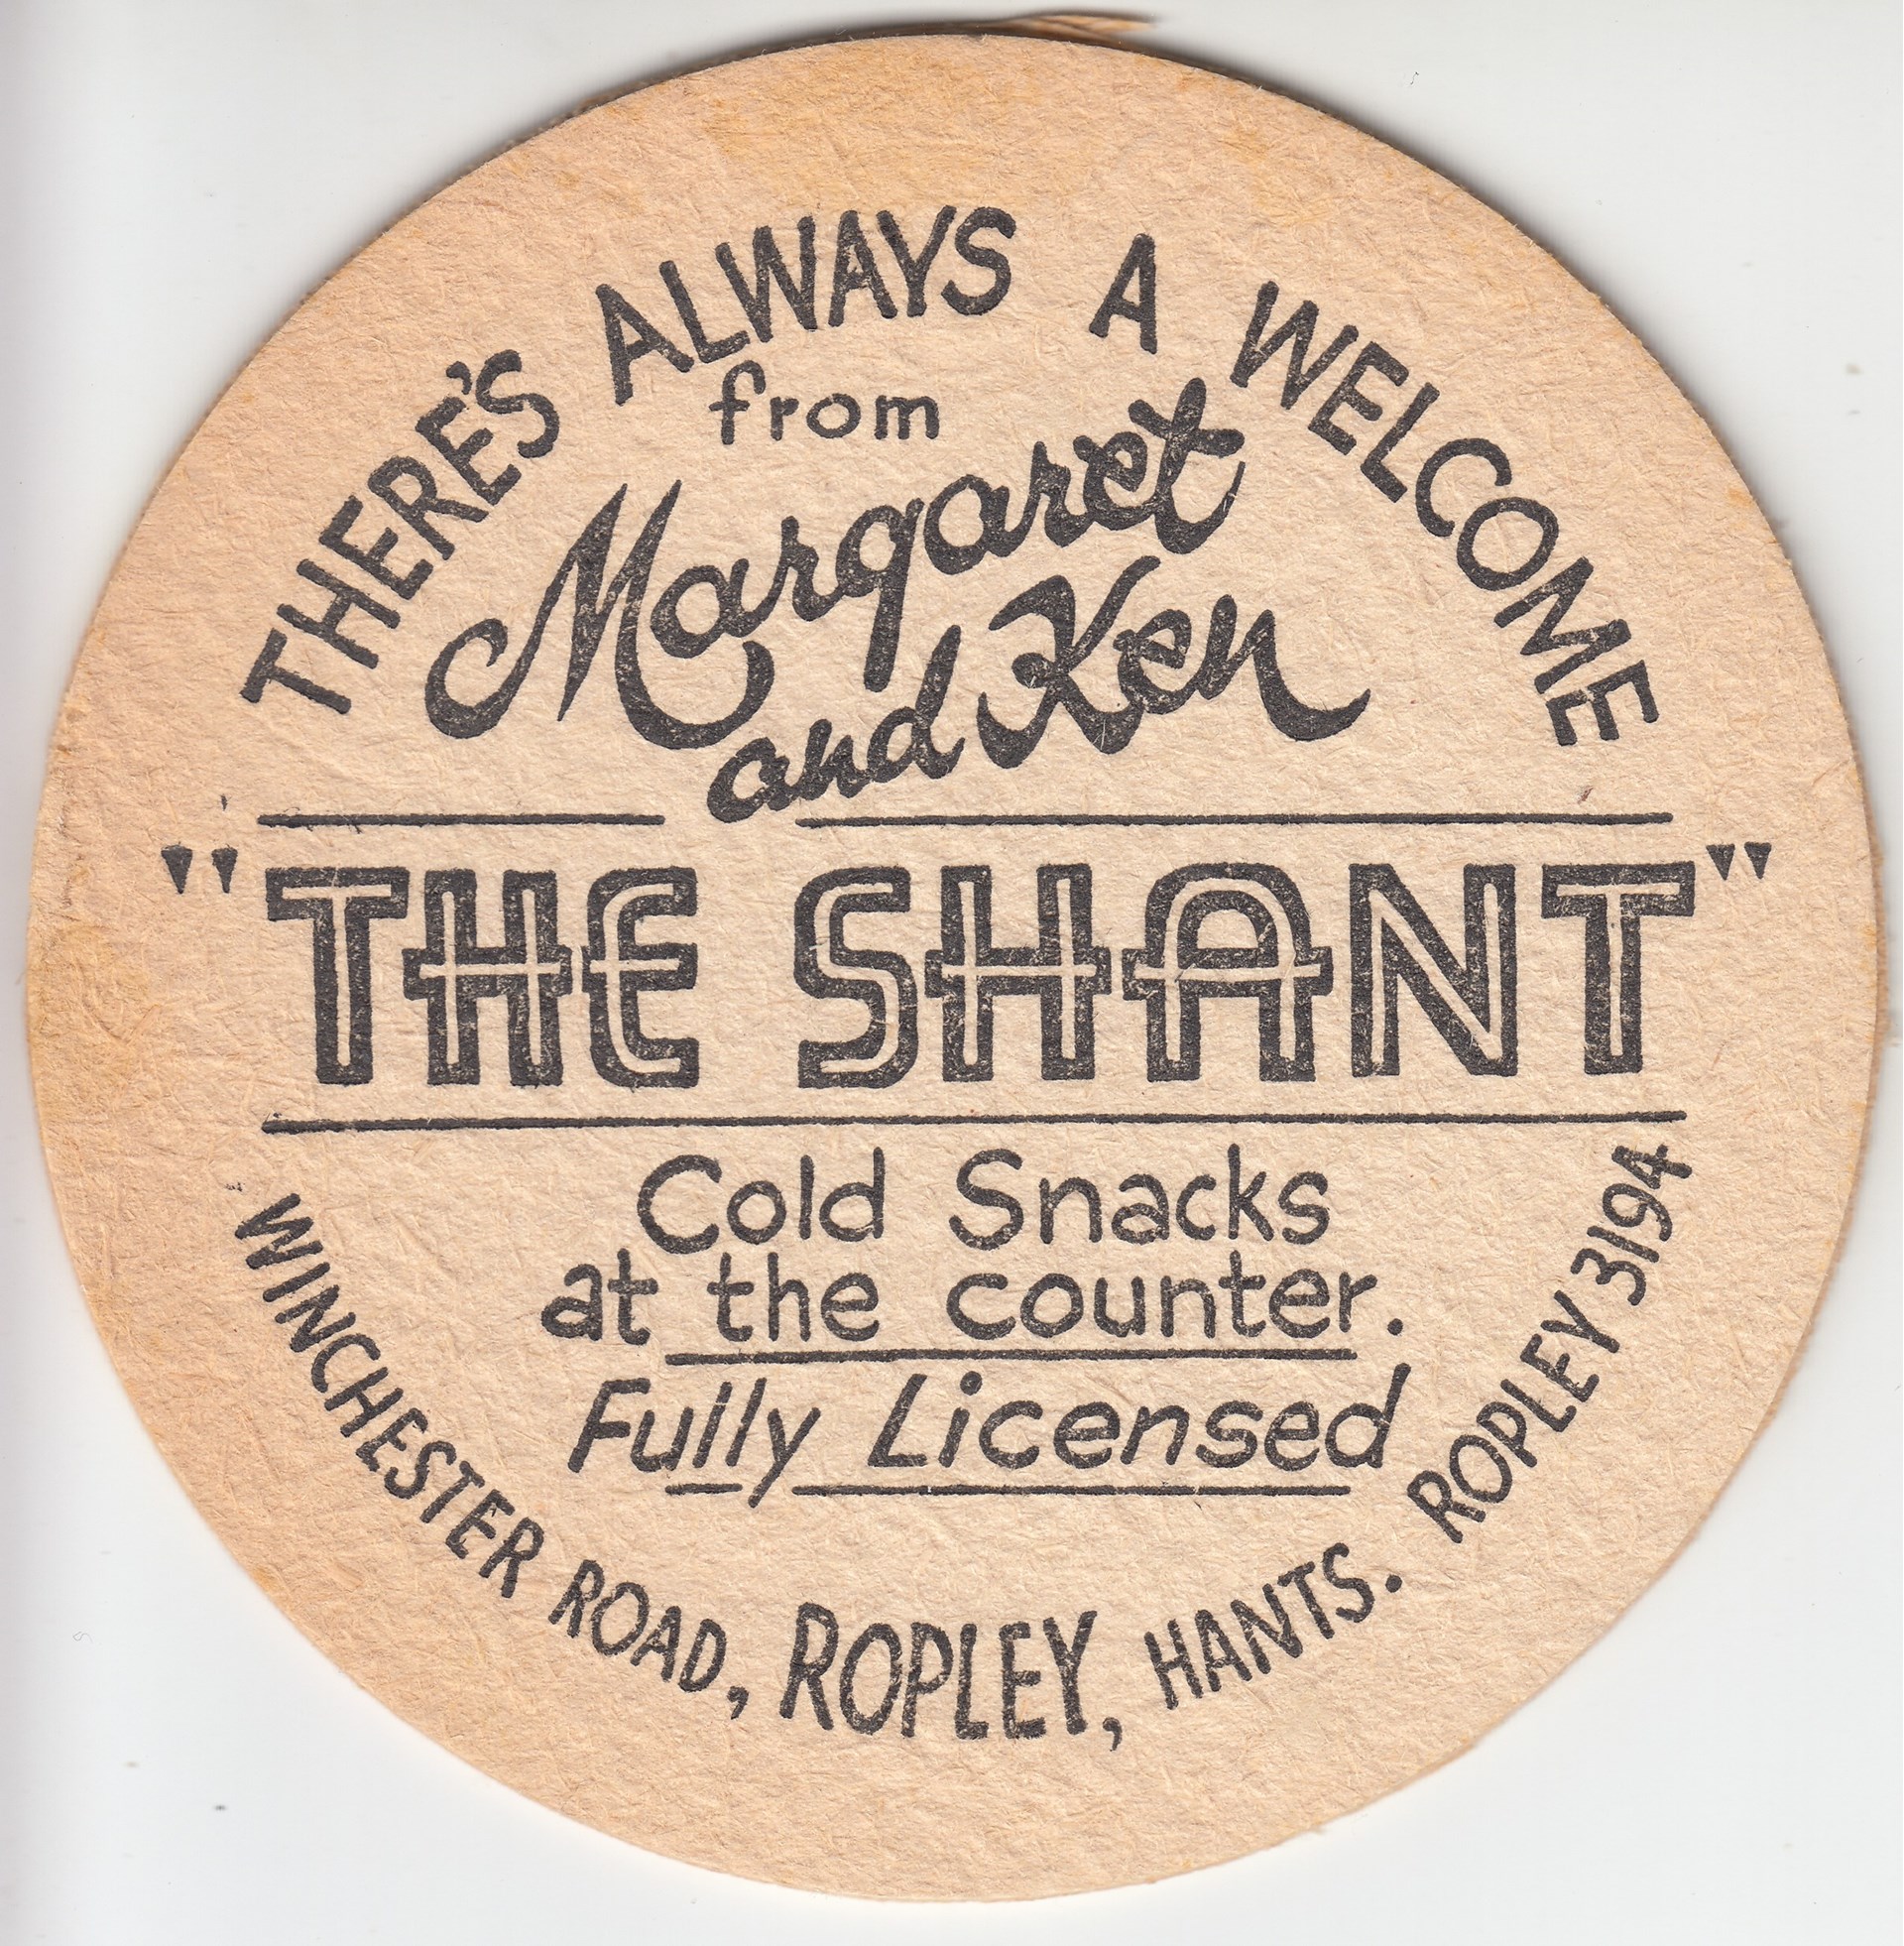 THERE'S ALWAYS A WELCOME
from
Margaret
and Ken
"THE SHANT"
Cold Snacks
at the counter.
Fully Licensed
WINCHESTER ROAD, ROPLEY, HANTS. ROPLEY 3194